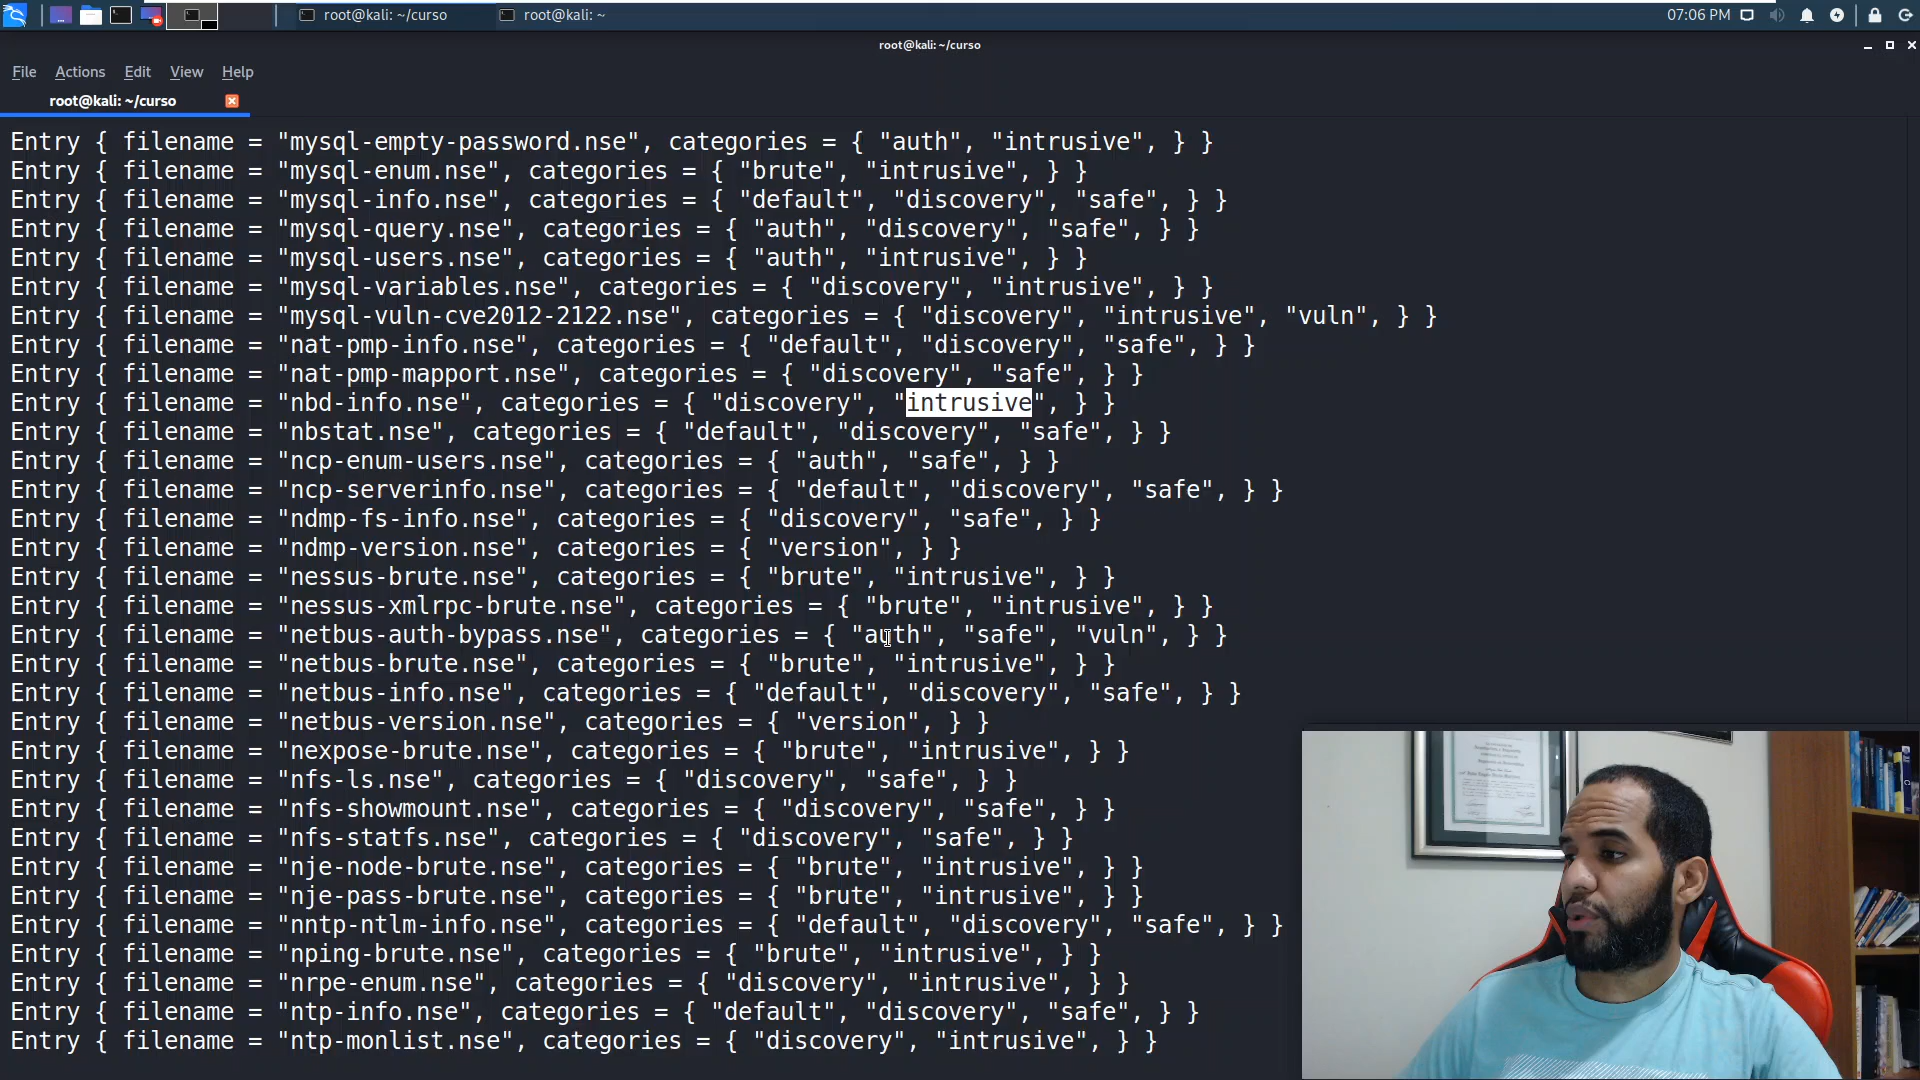 root@kali: ~/curso
root@kali: ~
07:06 PM
root@kali: ~/curso
File Actions Edit View Help
root@kali: ~/curso
Entry { filename = "mysql-empty-password.nse", categories = { "auth", "intrusive", } }
Entry { filename = "mysql-enum.nse", categories = { "brute", "intrusive", } }
Entry { filename = "mysql-info.nse", categories = { "default", "discovery", "safe", } }
Entry { filename = "mysql-query.nse", categories = { "auth", "discovery", "safe", } }
Entry { filename = "mysql-users.nse", categories = { "auth", "intrusive", } }
Entry { filename = "mysql-variables.nse", categories = { "discovery", "intrusive", } }
Entry { filename = "mysql-vuln-cve2012-2122.nse", categories = { "discovery", "intrusive", "vuln", } }
Entry { filename = "nat-pmp-info.nse", categories = { "default", "discovery", "safe", } }
Entry { filename = "nat-pmp-mapport.nse", categories = { "discovery", "safe", } }
Entry { filename = "nbd-info.nse", categories = { "discovery", "intrusive", } }
Entry { filename = "nbstat.nse", categories = { "default", "discovery", "safe", } }
Entry { filename = "ncp-enum-users.nse", categories = { "auth", "safe", } }
Entry { filename = "ncp-serverinfo.nse", categories = { "default", "discovery", "safe", } }
Entry { filename = "ndmp-fs-info.nse", categories = { "discovery", "safe", } }
Entry { filename = "ndmp-version.nse", categories = { "version", } }
Entry { filename = "nessus-brute.nse", categories = { "brute", "intrusive", } }
Entry { filename = "nessus-xmlrpc-brute.nse", categories = { "brute", "intrusive", } }
Entry { filename = "netbus-auth-bypass.nse", categories = { "auth", "safe", "vuln", } }
Entry { filename = "netbus-brute.nse", categories = { "brute", "intrusive", } }
Entry { filename = "netbus-info.nse", categories = { "default", "discovery", "safe", } }
Entry { filename = "netbus-version.nse", categories = { "version", } }
Entry { filename = "nexpose-brute.nse", categories = { "brute", "intrusive", } }
Entry { filename = "nfs-ls.nse", categories = { "discovery", "safe", } }
Entry { filename = "nfs-showmount.nse", categories = { "discovery", "safe", } }
Entry { filename = "nfs-statfs.nse", categories = { "discovery", "safe", } }
Entry { filename = "nje-node-brute.nse", categories = { "brute", "intrusive", } }
Entry { filename = "nje-pass-brute.nse", categories = { "brute", "intrusive", } }
Entry { filename = "nntp-ntlm-info.nse", categories = { "default", "discovery", "safe", } }
Entry { filename = "nping-brute.nse", categories = { "brute", "intrusive", } }
Entry { filename = "nrpe-enum.nse", categories = { "discovery", "intrusive", } }
Entry { filename = "ntp-info.nse", categories = { "default", "discovery", "safe", } }
Entry { filename = "ntp-monlist.nse", categories = { "discovery", "intrusive", } }